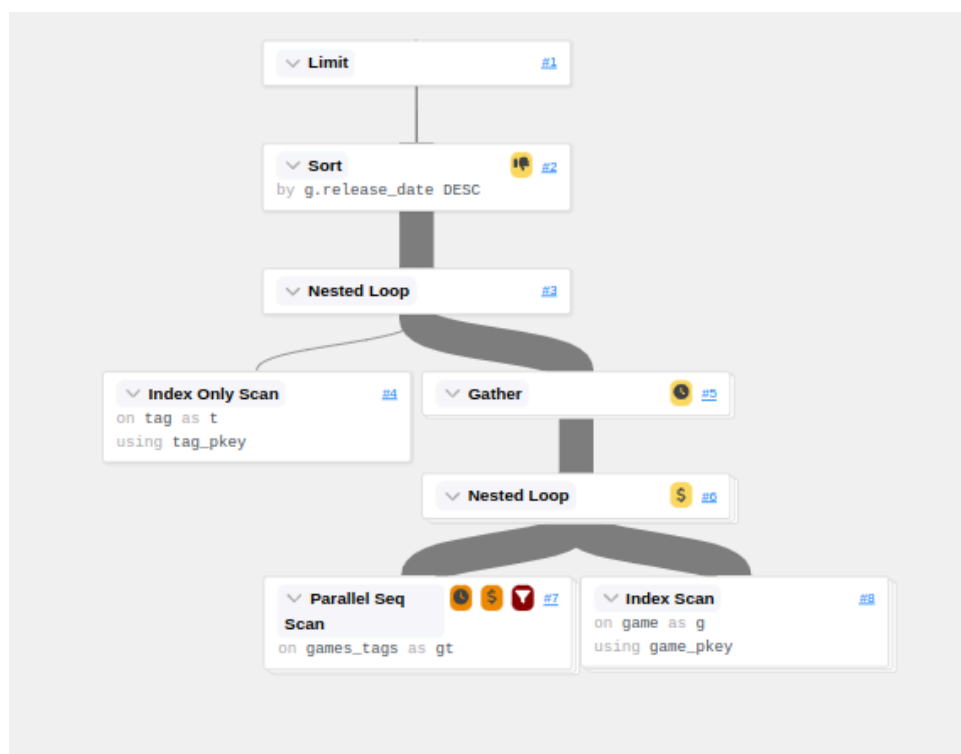 Limit #1
Sort #2
by g.release_date DESC
Nested Loop #3
Index Only Scan #4
on tag as t
using tag_pkey
Gather #5
Nested Loop $ #6
Parallel Seq $ #7
Scan
on games_tags as gt
Index Scan #8
on game as g
using game_pkey